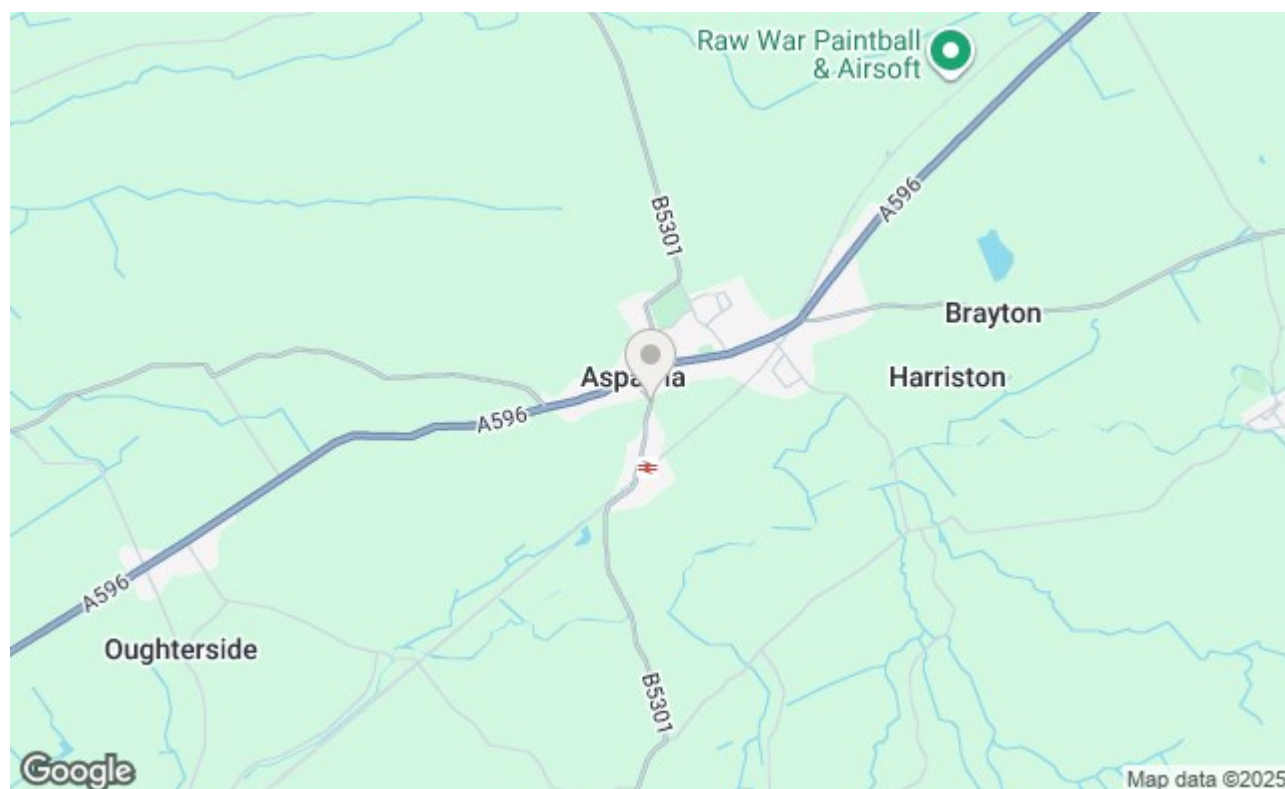 Raw War Paintball
& Airsoft
B5301
A596
Brayton
Harriston
A596
A596
Oughterside
B5301
Google
Map data ©2025